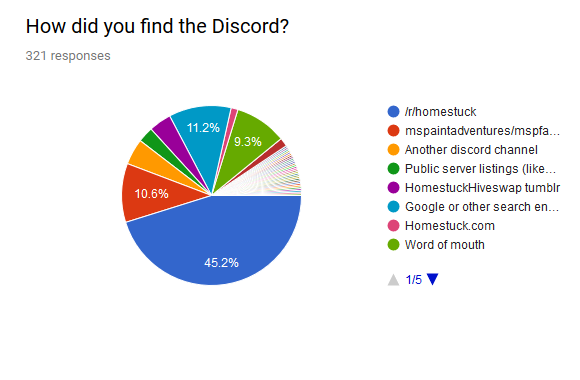 How did you find the Discord?
321 responses
11.2%
9.3%
10.6%
45.2%
/r/homestuck
mspaintadventures/mspfa...
Another discord channel
Public server listings (like...
HomestuckHiveswap tumblr
Google or other search en...
Homestuck.com
Word of mouth
1/5